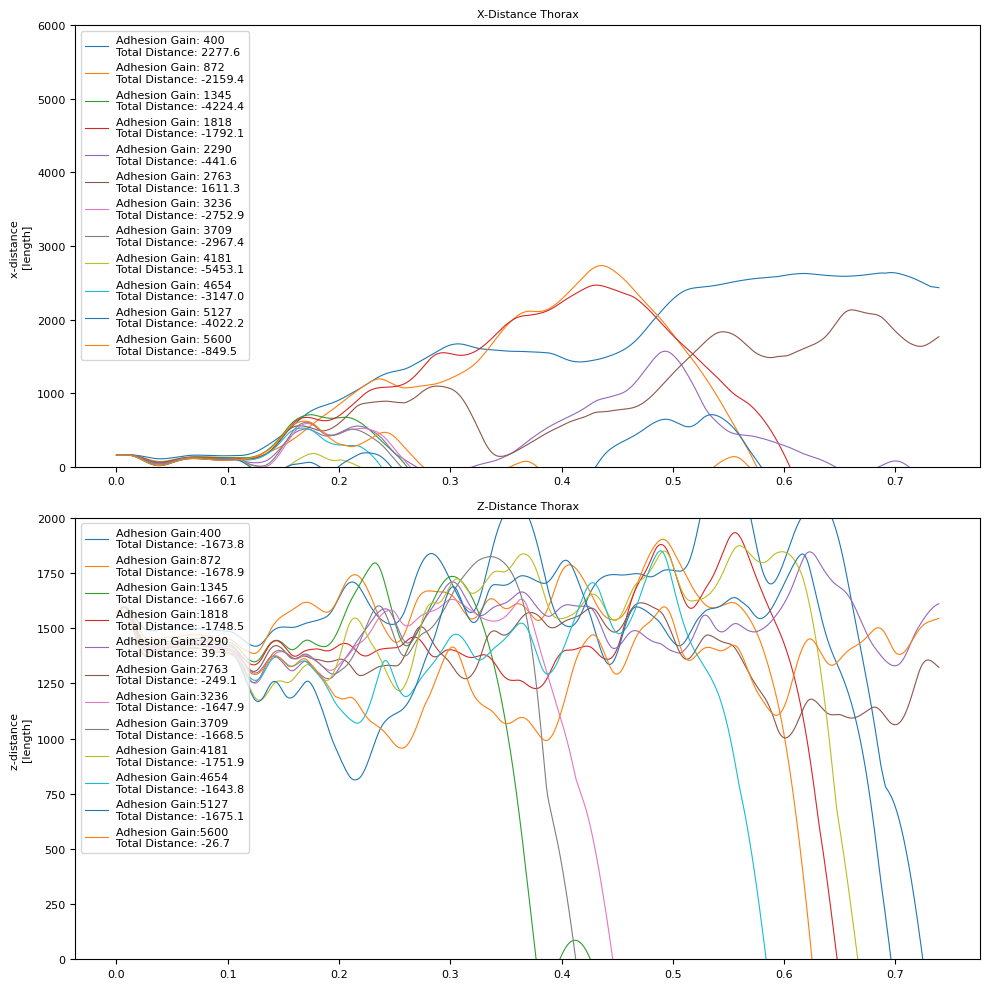 X-Distance Thorax
6000
5000
4000
3000
2000
1000
0
x-distance
[length]
Adhesion Gain: 400
Total Distance: 2277.6
Adhesion Gain: 872
Total Distance: -2159.4
Adhesion Gain: 1345
Total Distance: -4224.4
Adhesion Gain: 1818
Total Distance: -1792.1
Adhesion Gain: 2290
Total Distance: -441.6
Adhesion Gain: 2763
Total Distance: 1611.3
Adhesion Gain: 3236
Total Distance: -2752.9
Adhesion Gain: 3709
Total Distance: -2967.4
Adhesion Gain: 4181
Total Distance: -5453.1
Adhesion Gain: 4654
Total Distance: -3147.0
Adhesion Gain: 5127
Total Distance: -4022.2
Adhesion Gain: 5600
Total Distance: -849.5
0.0 0.1 0.2 0.3 0.4 0.5 0.6 0.7
Z-Distance Thorax
2000
1750
1500
1250
1000
750
500
250
0
z-distance
[length]
Adhesion Gain:400
Total Distance: -1673.8
Adhesion Gain:872
Total Distance: -1678.9
Adhesion Gain:1345
Total Distance: -1667.6
Adhesion Gain:1818
Total Distance: -1748.5
Adhesion Gain:2290
Total Distance: 39.3
Adhesion Gain:2763
Total Distance: -249.1
Adhesion Gain:3236
Total Distance: -1647.9
Adhesion Gain:3709
Total Distance: -1668.5
Adhesion Gain:4181
Total Distance: -1751.9
Adhesion Gain:4654
Total Distance: -1643.8
Adhesion Gain:5127
Total Distance: -1675.1
Adhesion Gain:5600
Total Distance: -26.7
0.0 0.1 0.2 0.3 0.4 0.5 0.6 0.7